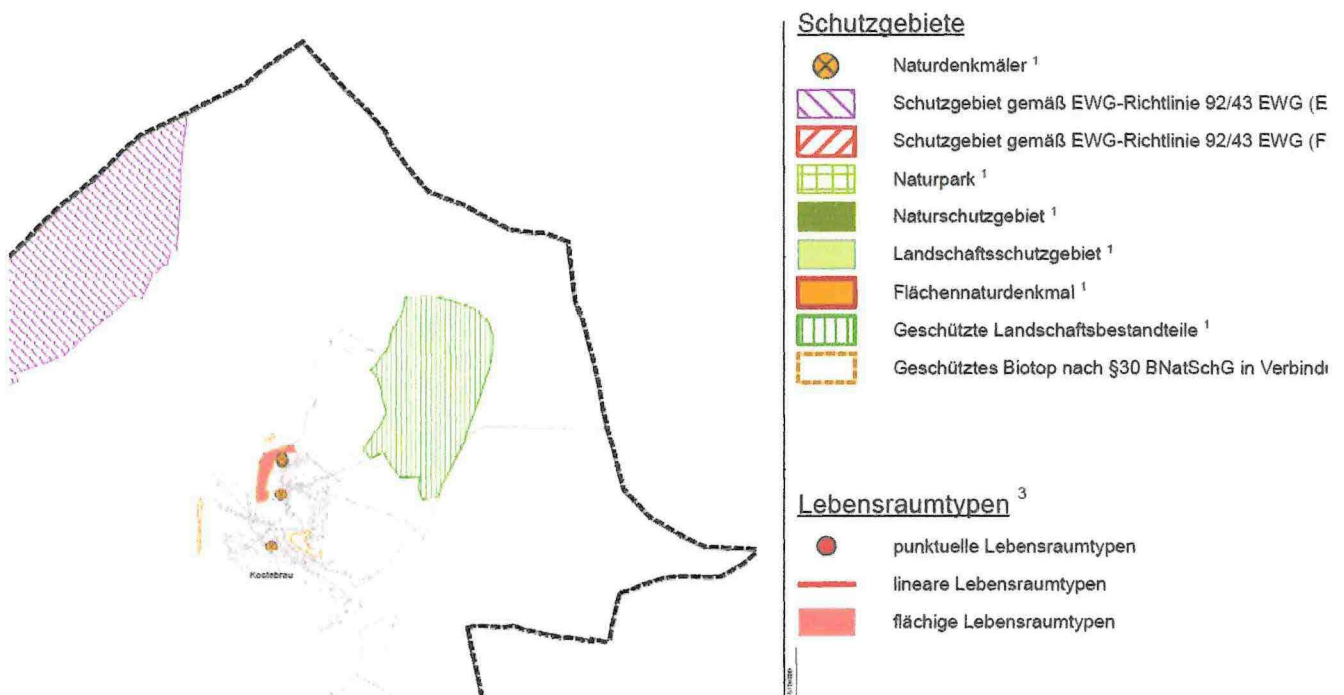 Schutzgebiete
Naturdenkmäler ¹
Schutzgebiet gemäß EWG-Richtlinie 92/43 EWG (E
Schutzgebiet gemäß EWG-Richtlinie 92/43 EWG (F
Naturpark ¹
Naturschutzgebiet ¹
Landschaftsschutzgebiet ¹
Flächennaturdenkmal ¹
Geschützte Landschaftsbestandteile ¹
Geschütztes Biotop nach §30 BNatSchG in Verbind
Lebensraumtypen ³
punktuelle Lebensraumtypen
lineare Lebensraumtypen
flächige Lebensraumtypen
Kostebrau